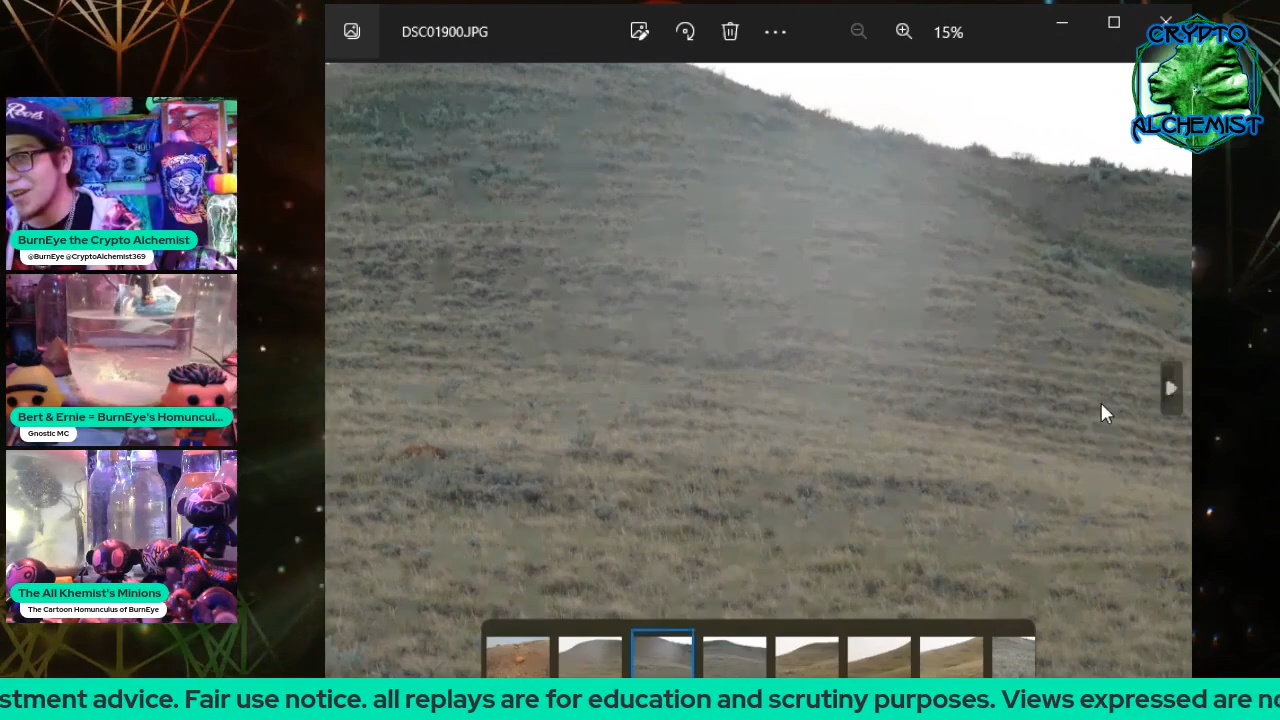 DSC01900.JPG
15%
CRYPTO
ALCHEMIST
BurnEye the Crypto Alchemist
@BurnEye @CryptoAlchemist369
Bert & Ernie = BurnEye's Homuncul...
Gnostic MC
The All Khemist's Minions
The Cartoon Homunculus of BurnEye
stment advice. Fair use notice. all replays are for education and scrutiny purposes. Views expressed are no